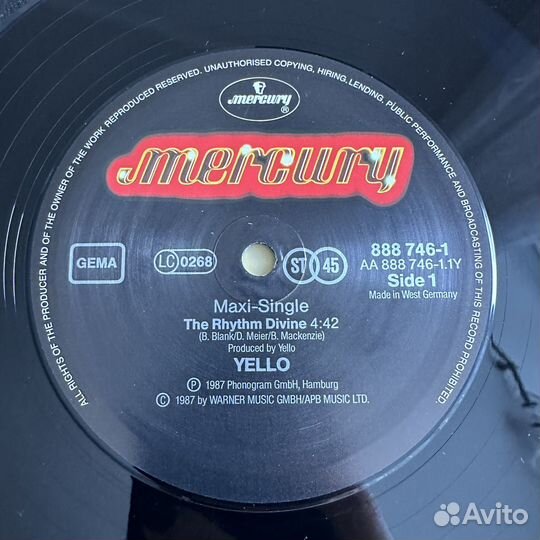 ALL RIGHTS OF THE PRODUCER AND OF THE OWNER OF THE WORK REPRODUCED RESERVED. UNAUTHORISED COPYING, HIRING, LENDING, PUBLIC PERFORMANCE AND BROADCASTING OF THIS RECORD PROHIBITED.
mercury
®
mercury
GEMA
LC 0268
ST 45
888 746-1
AA 888 746-1.1Y
Side 1
Made in West Germany
Maxi-Single
The Rhythm Divine 4:42
(B. Blank/D. Meier/B. Mackenzie)
Produced by Yello
YELLO
Ⓟ 1987 Phonogram GmbH, Hamburg
© 1987 by WARNER MUSIC GMBH/APB MUSIC LTD.
Avito